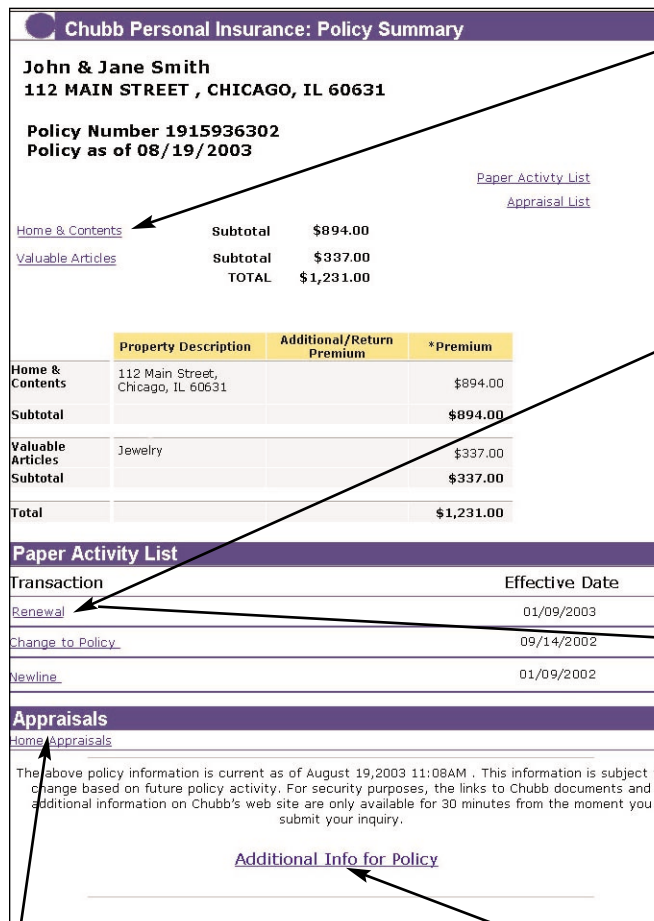 Chubb Personal Insurance: Policy Summary
John & Jane Smith
112 MAIN STREET , CHICAGO, IL 60631
Policy Number 1915936302
Policy as of 08/19/2003
Paper Activty List
Appraisal List
Home & Contents Subtotal $894.00
Valuable Articles Subtotal $337.00
TOTAL $1,231.00
Property Description Additional/Return Premium *Premium
Home & Contents 112 Main Street, Chicago, IL 60631 $894.00
Subtotal $894.00
Valuable Articles Jewelry $337.00
Subtotal $337.00
Total $1,231.00
Paper Activity List
Transaction Effective Date
Renewal 01/09/2003
Change to Policy 09/14/2002
Newline 01/09/2002
Appraisals
Home Appraisals
The above policy information is current as of August 19,2003 11:08AM . This information is subject
change based on future policy activity. For security purposes, the links to Chubb documents and
additional information on Chubb's web site are only available for 30 minutes from the moment you
submit your inquiry.
Additional Info for Policy